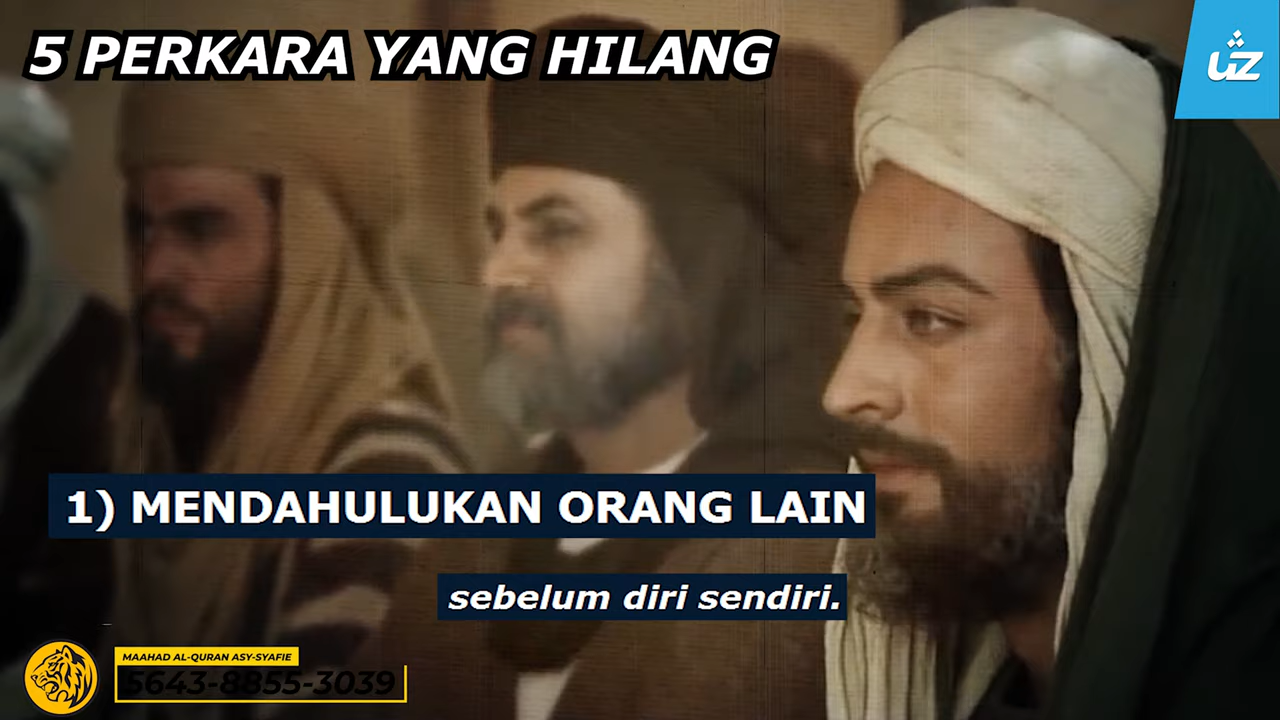 5 PERKARA YANG HILANG
uz
1) MENDAHULUKAN ORANG LAIN
sebelum diri sendiri.
MAAHAD AL-QURAN ASY-SYAFIE
5643-8855-3039